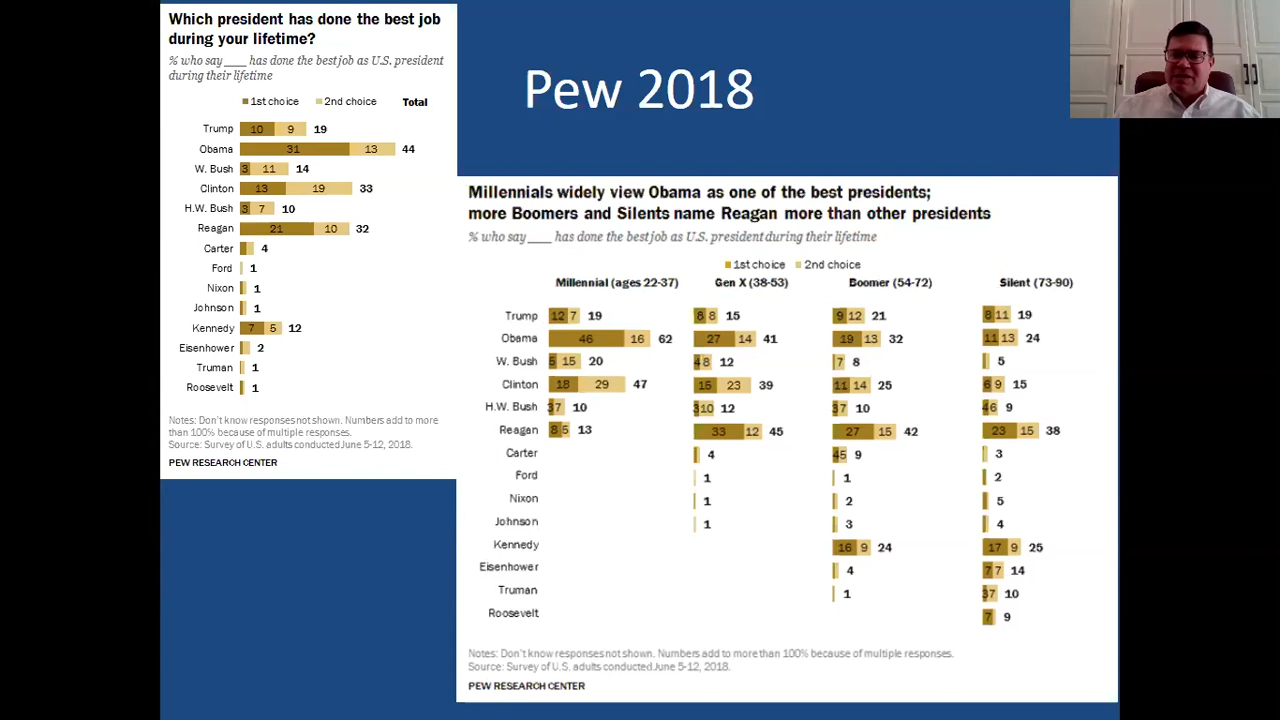 Which president has done the best job
during your lifetime?
% who say ___ has done the best job as U.S. president
during their lifetime
1st choice 2nd choice Total
Trump 10 9 19
Obama 31 13 44
W. Bush 3 11 14
Clinton 13 19 33
H.W. Bush 3 7 10
Reagan 21 10 32
Carter 4
Ford 1
Nixon 1
Johnson 1
Kennedy 7 5 12
Eisenhower 2
Truman 1
Roosevelt 1
Notes: Don't know responses not shown. Numbers add to more
than 100% because of multiple responses.
Source: Survey of U.S. adults conducted June 5-12, 2018.
PEW RESEARCH CENTER
Pew 2018
Millennials widely view Obama as one of the best presidents;
more Boomers and Silents name Reagan more than other presidents
% who say ___ has done the best job as U.S. president during their lifetime
1st choice 2nd choice
Millennial (ages 22-37) Gen X (38-53) Boomer (54-72) Silent (73-90)
Trump 12 7 19 8 8 15 9 12 21 8 11 19
Obama 46 16 62 27 14 41 19 13 32 11 13 24
W. Bush 5 15 20 4 8 12 7 8 5
Clinton 18 29 47 15 23 39 11 14 25 6 9 15
H.W. Bush 3 7 10 3 10 12 3 7 10 4 6 9
Reagan 8 5 13 33 12 45 27 15 42 23 15 38
Carter 4 4 5 9 3
Ford 1 1 2
Nixon 1 2 5
Johnson 1 3 4
Kennedy 16 9 24 17 9 25
Eisenhower 4 7 7 14
Truman 1 3 7 10
Roosevelt 7 9
Notes: Don't know responses not shown. Numbers add to more than 100% because of multiple responses.
Source: Survey of U.S. adults conducted June 5-12, 2018.
PEW RESEARCH CENTER